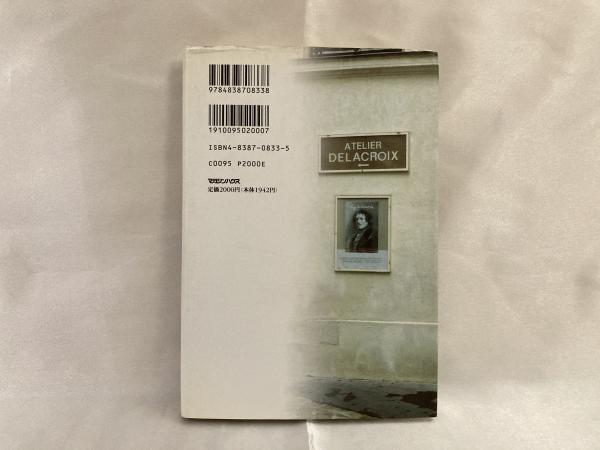 9784838708338
1910095020007
ISBN4-8387-0833-5
C0095 P2000E
マガジンハウス
定価2000円(本体1942円)
ATELIER
DELACROIX
←